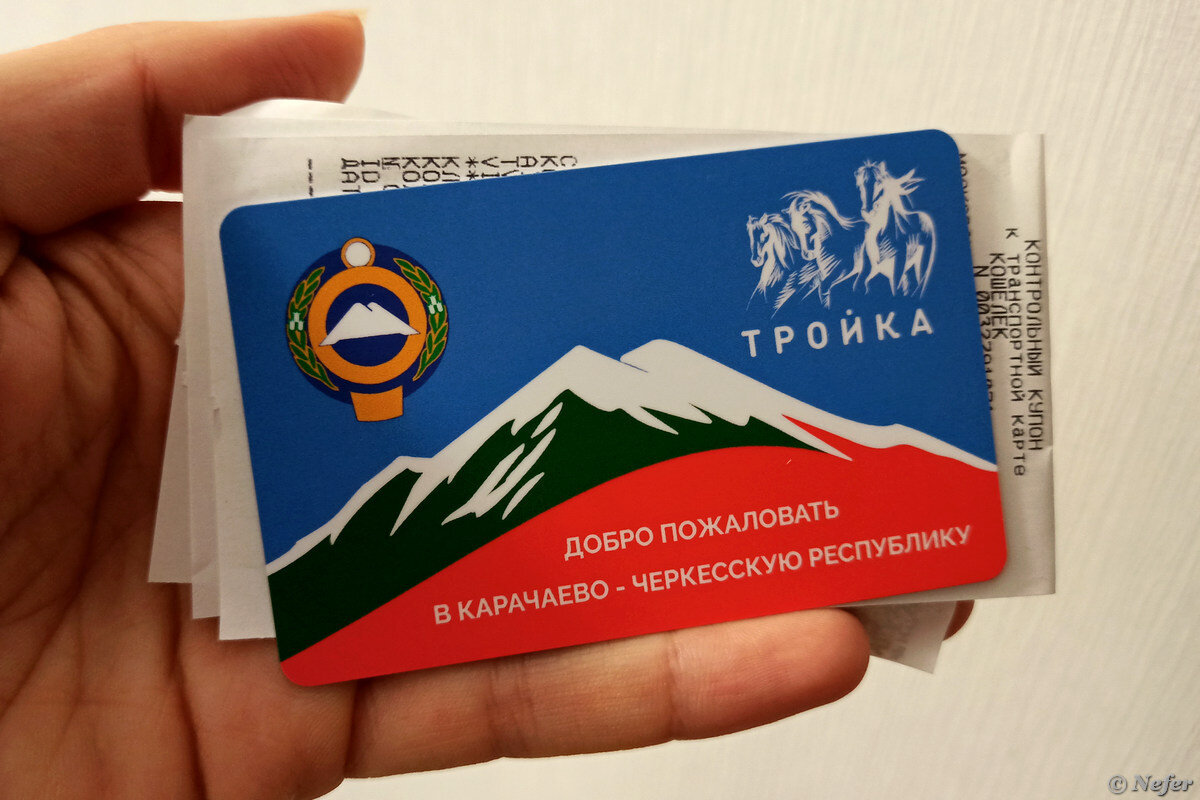 ТРОЙКА
ДОБРО ПОЖАЛОВАТЬ
В КАРАЧАЕВО - ЧЕРКЕССКУЮ РЕСПУБЛИКУ
КОНТРОЛЬНЫЙ КУПОН
к транспортной карте
КОШЕЛЕК
© Nefer